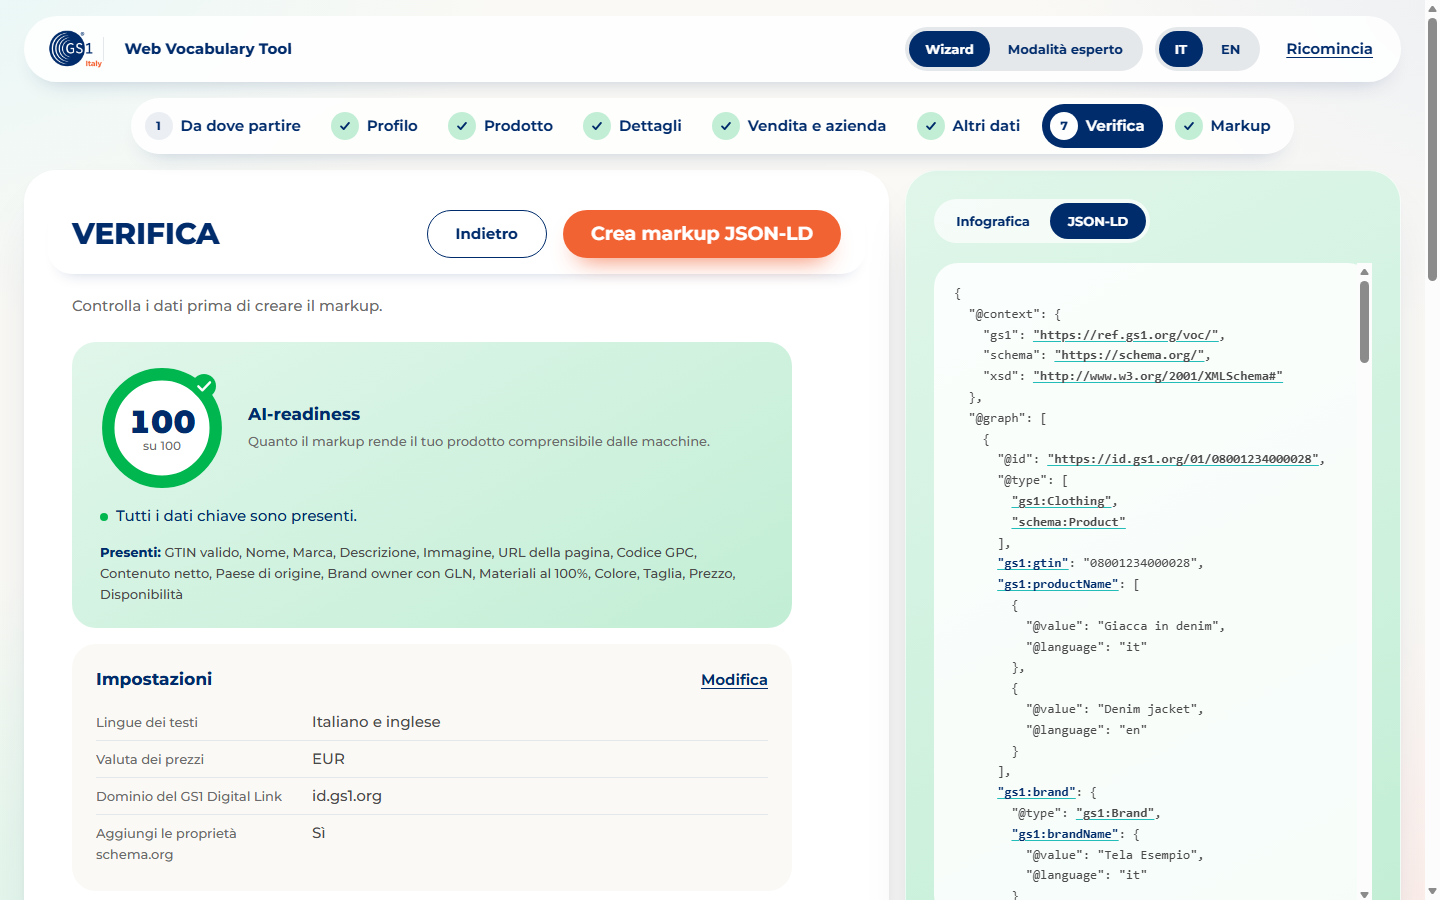 GS1
Italy
Web Vocabulary Tool
Wizard
Modalità esperto
IT
EN
Ricomincia
1 Da dove partire
Profilo
Prodotto
Dettagli
Vendita e azienda
Altri dati
7 Verifica
Markup
VERIFICA
Indietro
Crea markup JSON-LD
Controlla i dati prima di creare il markup.
100
su 100
AI-readiness
Quanto il markup rende il tuo prodotto comprensibile dalle macchine.
Tutti i dati chiave sono presenti.
Presenti: GTIN valido, Nome, Marca, Descrizione, Immagine, URL della pagina, Codice GPC,
Contenuto netto, Paese di origine, Brand owner con GLN, Materiali al 100%, Colore, Taglia, Prezzo,
Disponibilità
Impostazioni
Modifica
Lingue dei testi
Italiano e inglese
Valuta dei prezzi
EUR
Dominio del GS1 Digital Link
id.gs1.org
Aggiungi le proprietà
schema.org
Sì
Infografica
JSON-LD
{
"@context": {
"gs1": "https://ref.gs1.org/voc/",
"schema": "https://schema.org/",
"xsd": "http://www.w3.org/2001/XMLSchema#"
},
"@graph": [
{
"@id": "https://id.gs1.org/01/08001234000028",
"@type": [
"gs1:Clothing",
"schema:Product"
],
"gs1:gtin": "08001234000028",
"gs1:productName": [
{
"@value": "Giacca in denim",
"@language": "it"
},
{
"@value": "Denim jacket",
"@language": "en"
}
],
"gs1:brand": {
"@type": "gs1:Brand",
"gs1:brandName": {
"@value": "Tela Esempio",
"@language": "it"
}